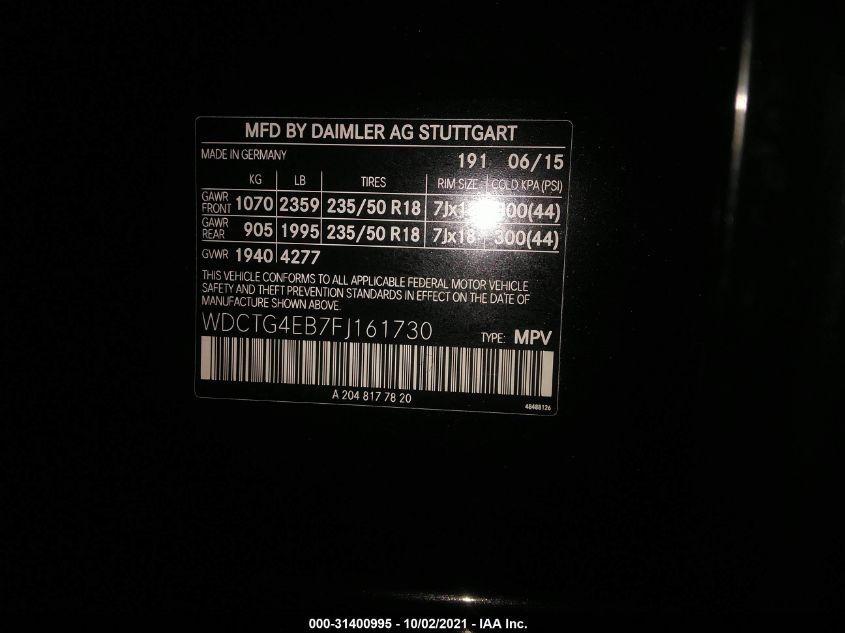 MFD BY DAIMLER AG STUTTGART
MADE IN GERMANY 191 06/15
KG LB TIRES RIM SIZE COLD KPA (PSI)
GAWR FRONT 1070 2359 235/50 R18 300(44)
GAWR REAR 905 1995 235/50 R18 7Jx18 300(44)
GVWR 1940 4277
THIS VEHICLE CONFORMS TO ALL APPLICABLE FEDERAL MOTOR VEHICLE
SAFETY AND THEFT PREVENTION STANDARDS IN EFFECT ON THE DATE OF
MANUFACTURE SHOWN ABOVE.
WDCTG4EB7FJ161730 TYPE: MPV
A 204 817 78 20
48488126
000-31400995 - 10/02/2021 - IAA Inc.